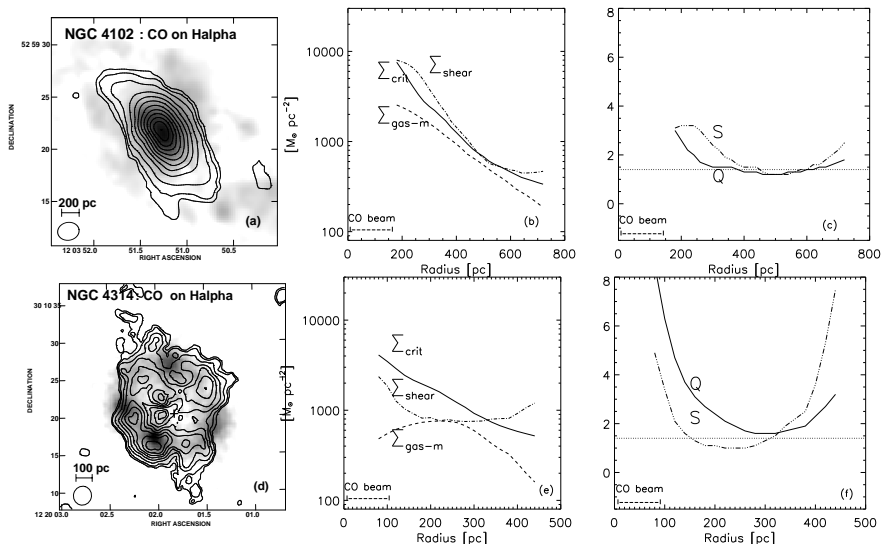 NGC 4102 : CO on Halpha
52 59 30
25
20
15
DECLINATION
200 pc
(a)
12 03 52.0
51.5
51.0
50.5
RIGHT ASCENSION
10000
1000
100
[M⊙ pc⁻²]
Σcrit
Σshear
Σgas-m
CO beam
(b)
0 200 400 600 800
Radius [pc]
8
6
4
2
0
S
Q
CO beam
(c)
0 200 400 600 800
Radius [pc]
NGC 4314: CO on Halpha
30 10 35
30
25
20
15
10
DECLINATION
100 pc
(d)
12 20 03.0
02.5
02.0
01.5
01.0
RIGHT ASCENSION
10000
1000
100
[M⊙ pc⁻²]
Σcrit
Σshear
Σgas-m
CO beam
(e)
0 100 200 300 400 500
Radius [pc]
8
6
4
2
0
Q
S
CO beam
(f)
0 100 200 300 400 500
Radius [pc]